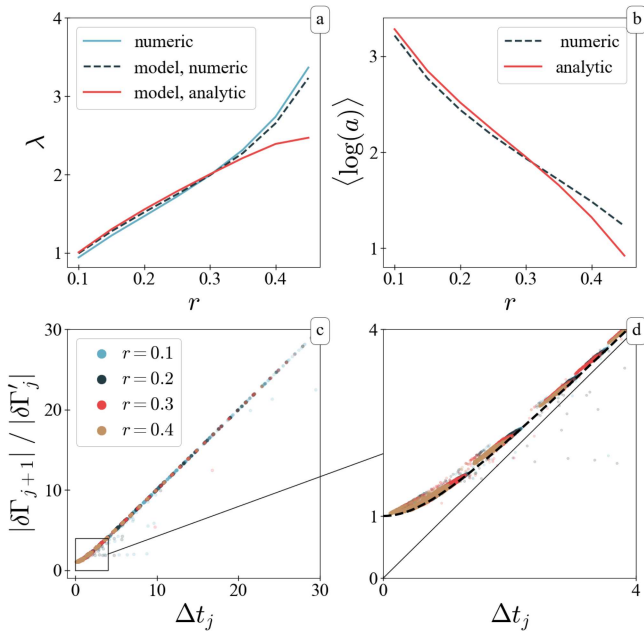 a
4
3
2
1
λ
numeric
model, numeric
model, analytic
0.1 0.2 0.3 0.4
r
b
3
2
1
⟨log(a)⟩
numeric
analytic
0.1 0.2 0.3 0.4
r
c
30
20
10
0
|δΓj+1| / |δΓ′j|
r = 0.1
r = 0.2
r = 0.3
r = 0.4
0 10 20 30
Δtj
d
4
1
0
0 4
Δtj